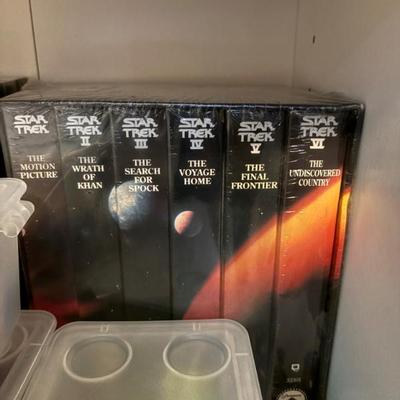 STAR
TREK
THE
MOTION
PICTURE
STAR
TREK
II
THE
WRATH
OF
KHAN
STAR
TREK
III
THE
SEARCH
FOR
SPOCK
STAR
TREK
IV
THE
VOYAGE
HOME
STAR
TREK
V
THE
FINAL
FRONTIER
STAR
TREK
VI
THE
UNDISCOVERED
COUNTRY